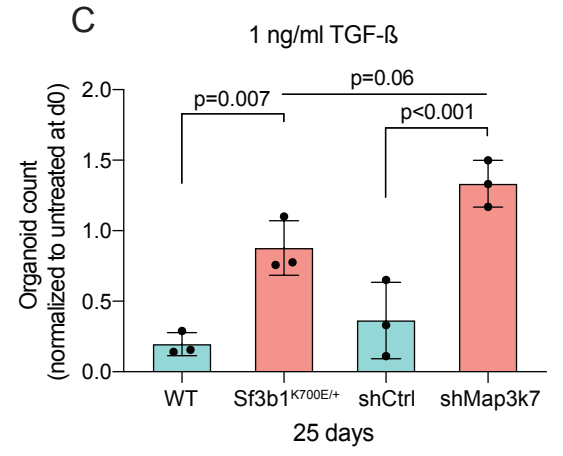 C
1 ng/ml TGF-ß
p=0.06
p=0.007
p<0.001
Organoid count
(normalized to untreated at d0)
2.0
1.5
1.0
0.5
0.0
WT Sf3b1K700E/+ shCtrl shMap3k7
25 days